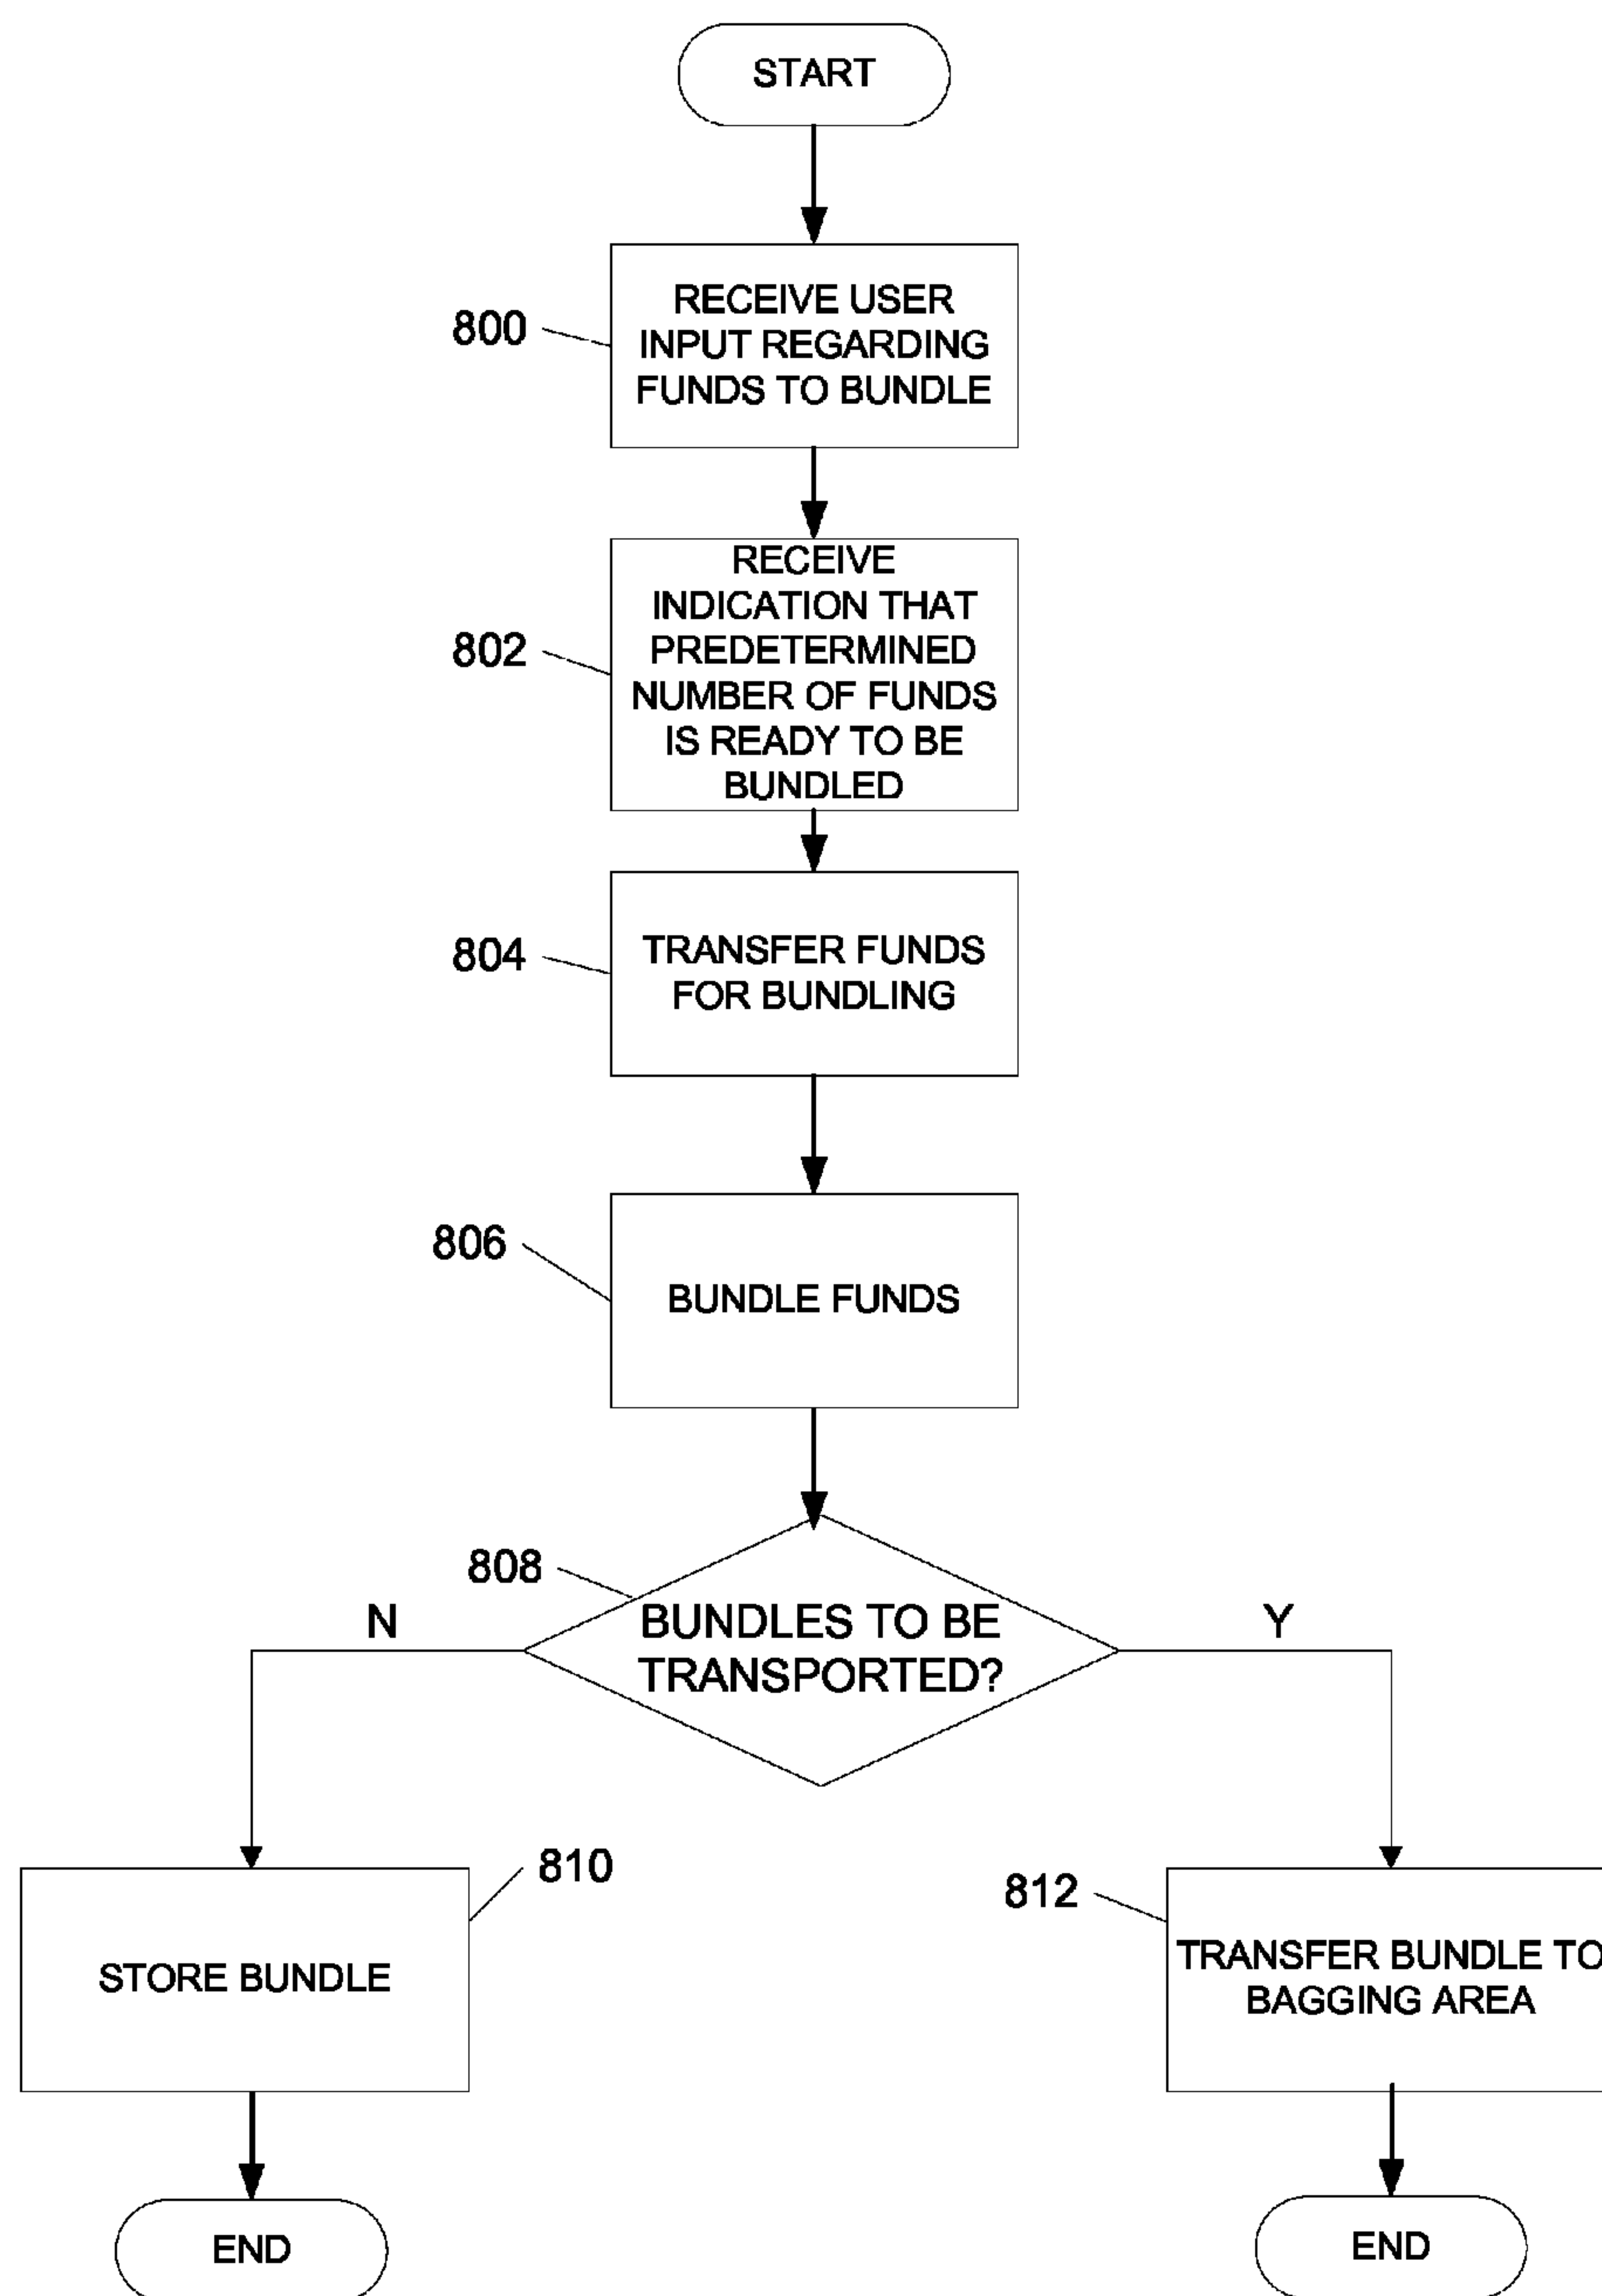 START
800
RECEIVE USER
INPUT REGARDING
FUNDS TO BUNDLE
802
RECEIVE
INDICATION THAT
PREDETERMINED
NUMBER OF FUNDS
IS READY TO BE
BUNDLED
804
TRANSFER FUNDS
FOR BUNDLING
806
BUNDLE FUNDS
808
BUNDLES TO BE
TRANSPORTED?
N
Y
810
STORE BUNDLE
812
TRANSFER BUNDLE TO
BAGGING AREA
END
END